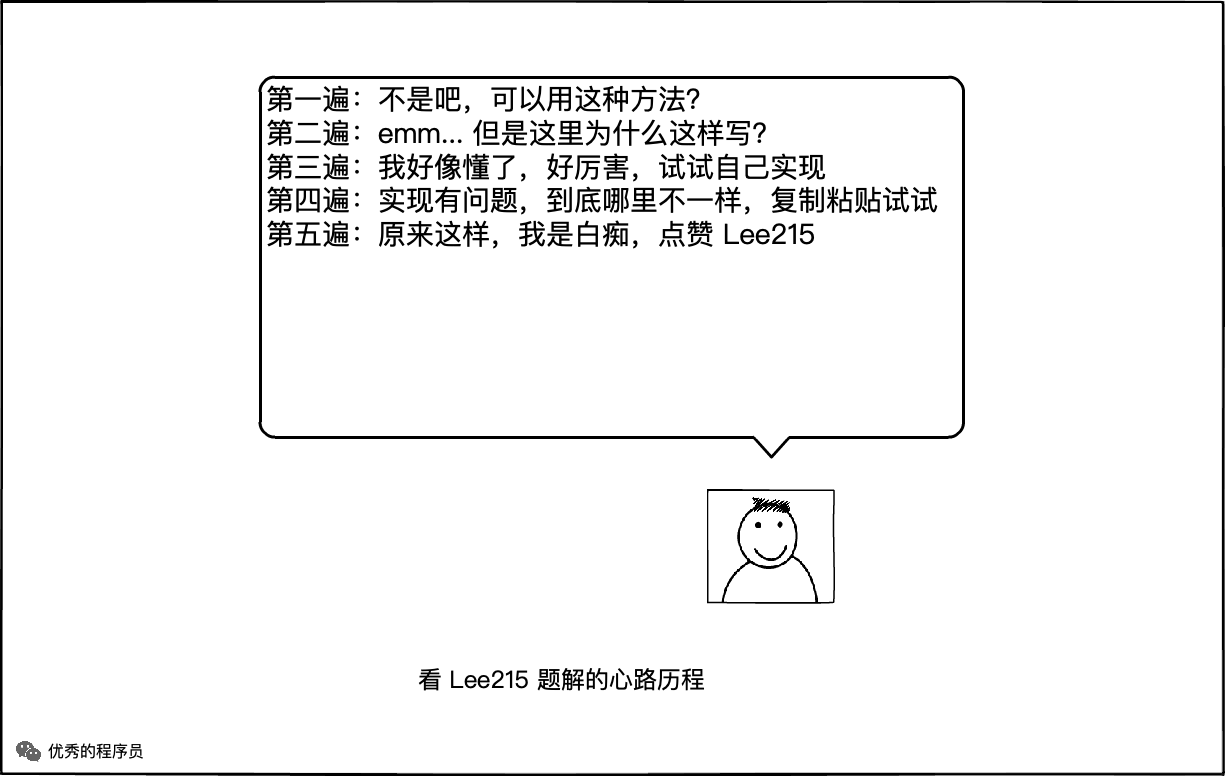 第一遍：不是吧，可以用这种方法？
第二遍：emm... 但是这里为什么这样写？
第三遍：我好像懂了，好厉害，试试自己实现
第四遍：实现有问题，到底哪里不一样，复制粘贴试试
第五遍：原来这样，我是白痴，点赞 Lee215
看 Lee215 题解的心路历程
优秀的程序员